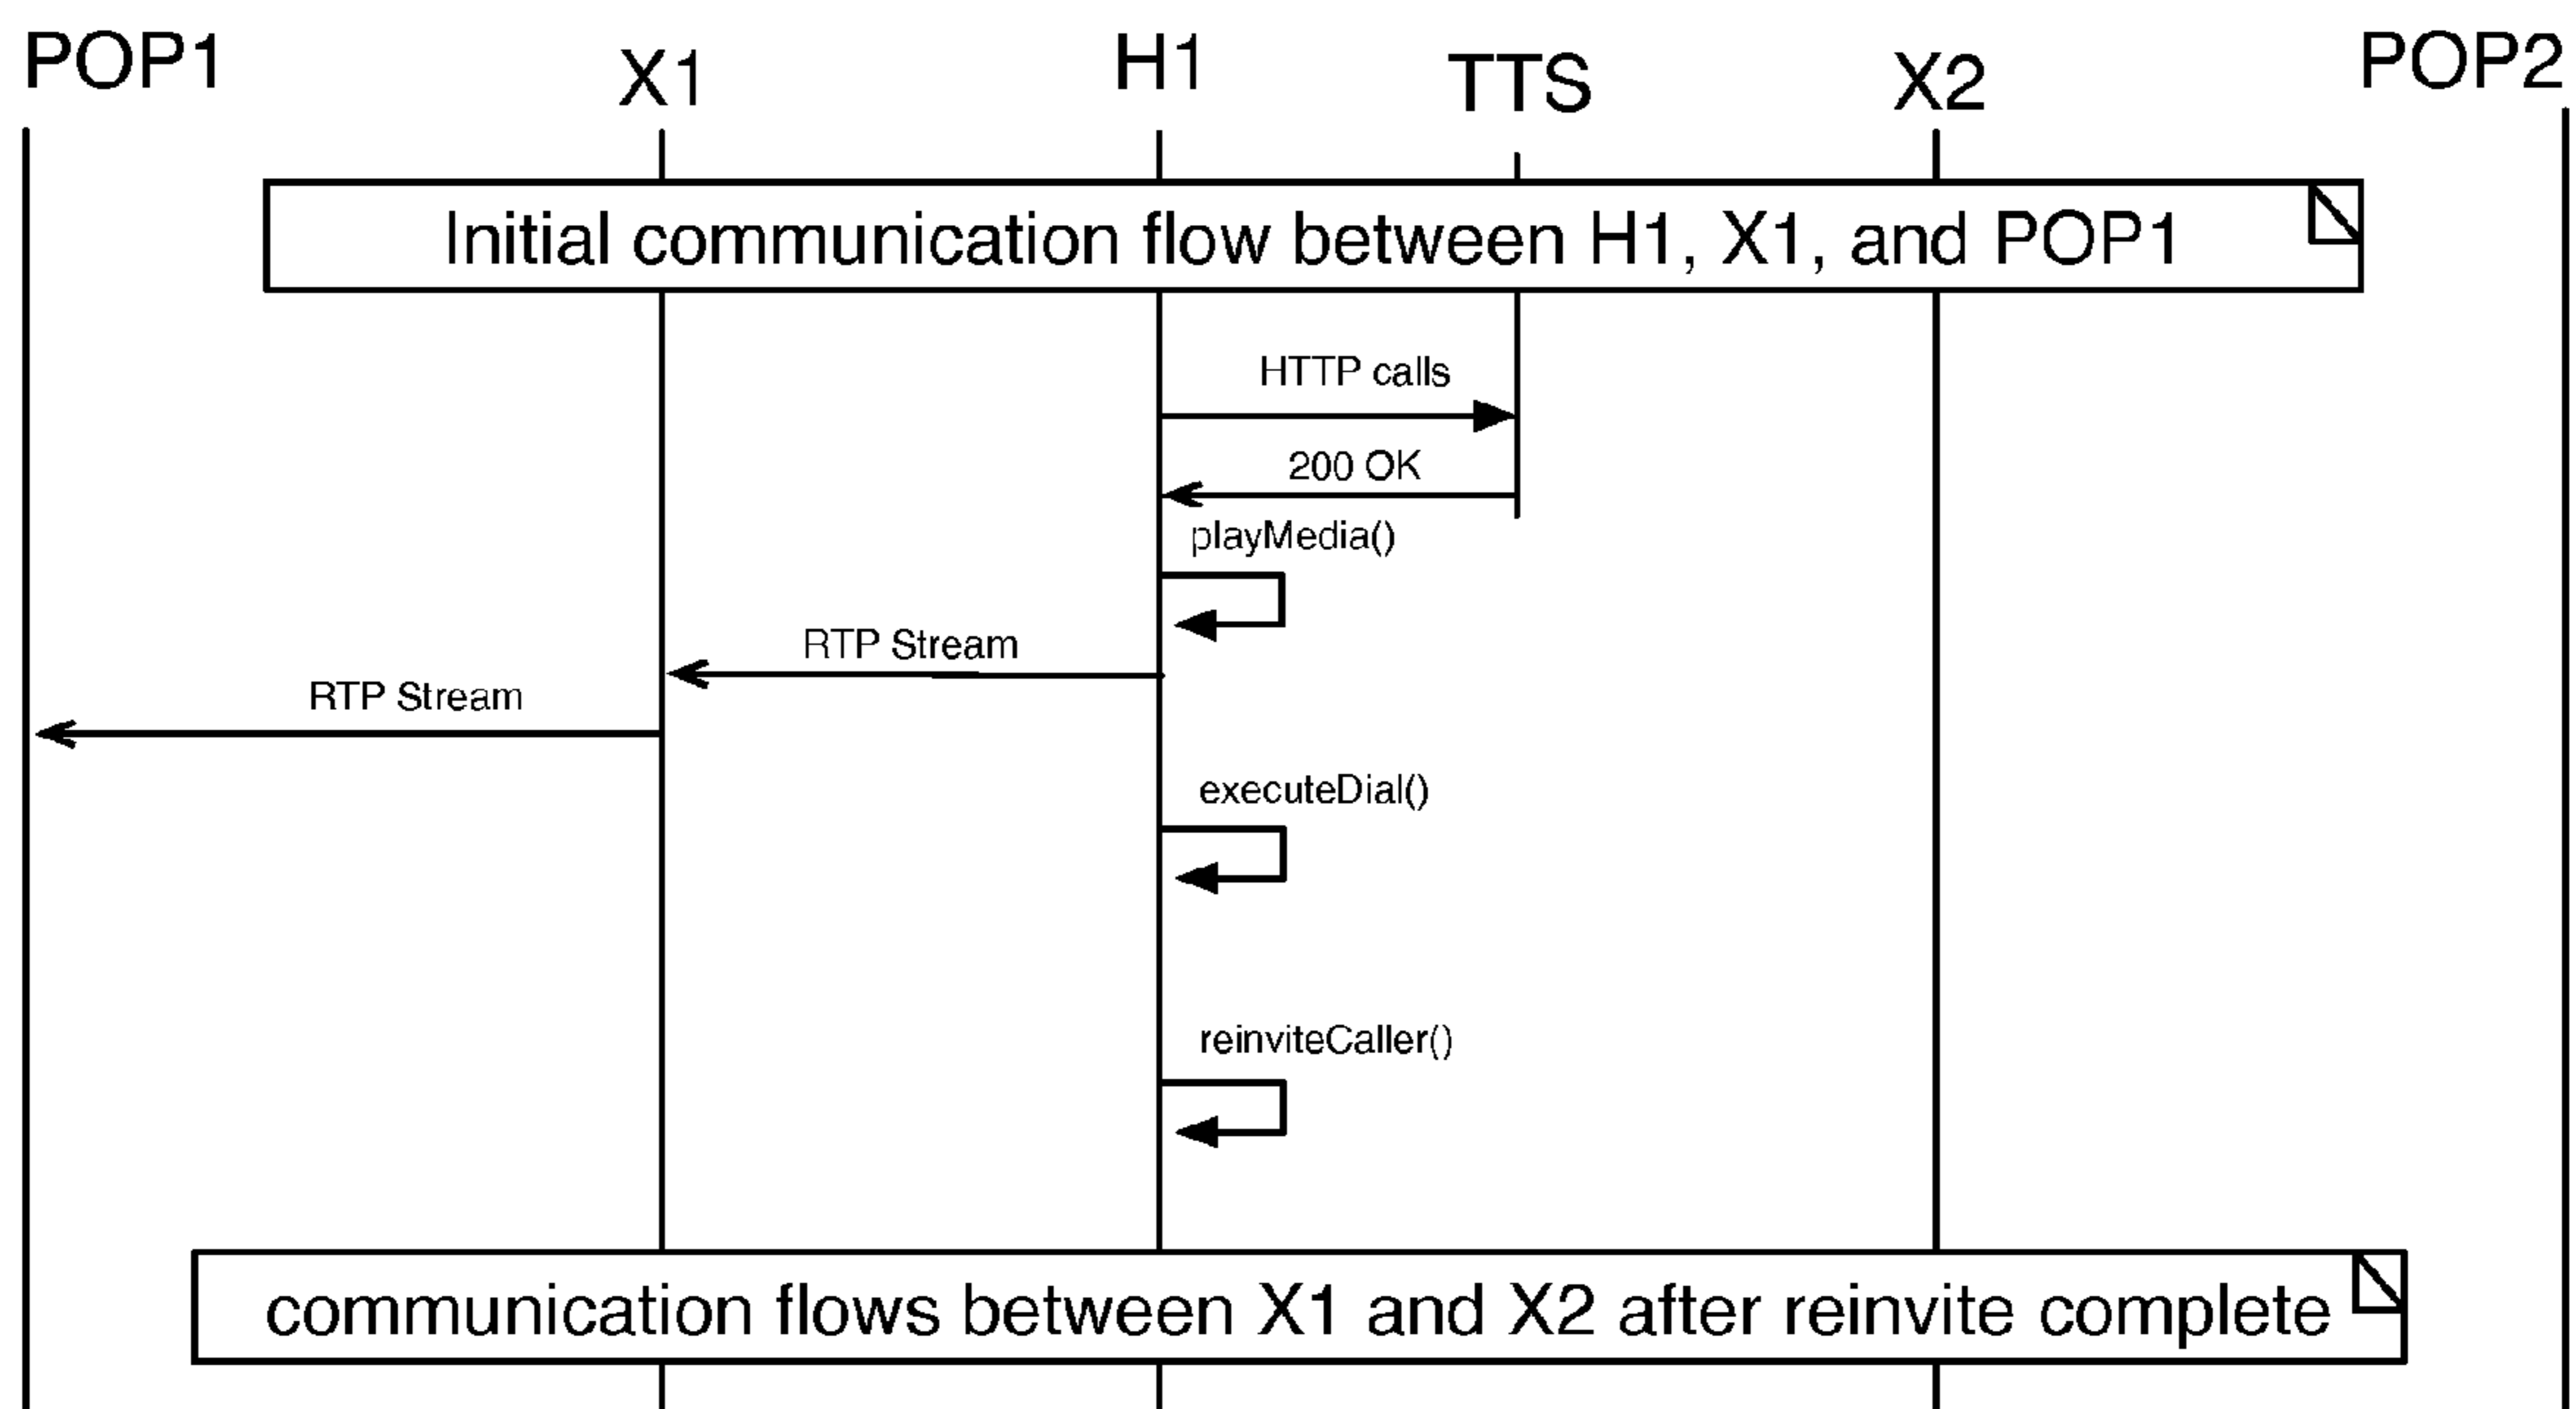 POP1
X1
H1
TTS
X2
POP2
Initial communication flow between H1, X1, and POP1
HTTP calls
200 OK
playMedia()
RTP Stream
RTP Stream
executeDial()
reinviteCaller()
communication flows between X1 and X2 after reinvite complete